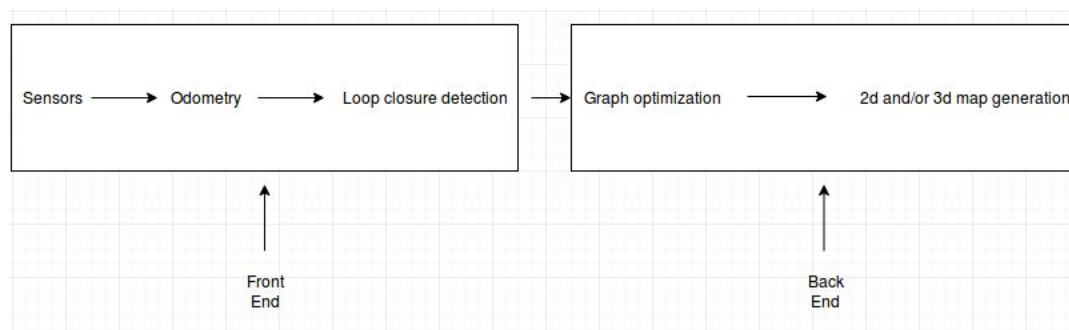 Sensors
Odometry
Loop closure detection
Graph optimization
2d and/or 3d map generation
Front
End
Back
End